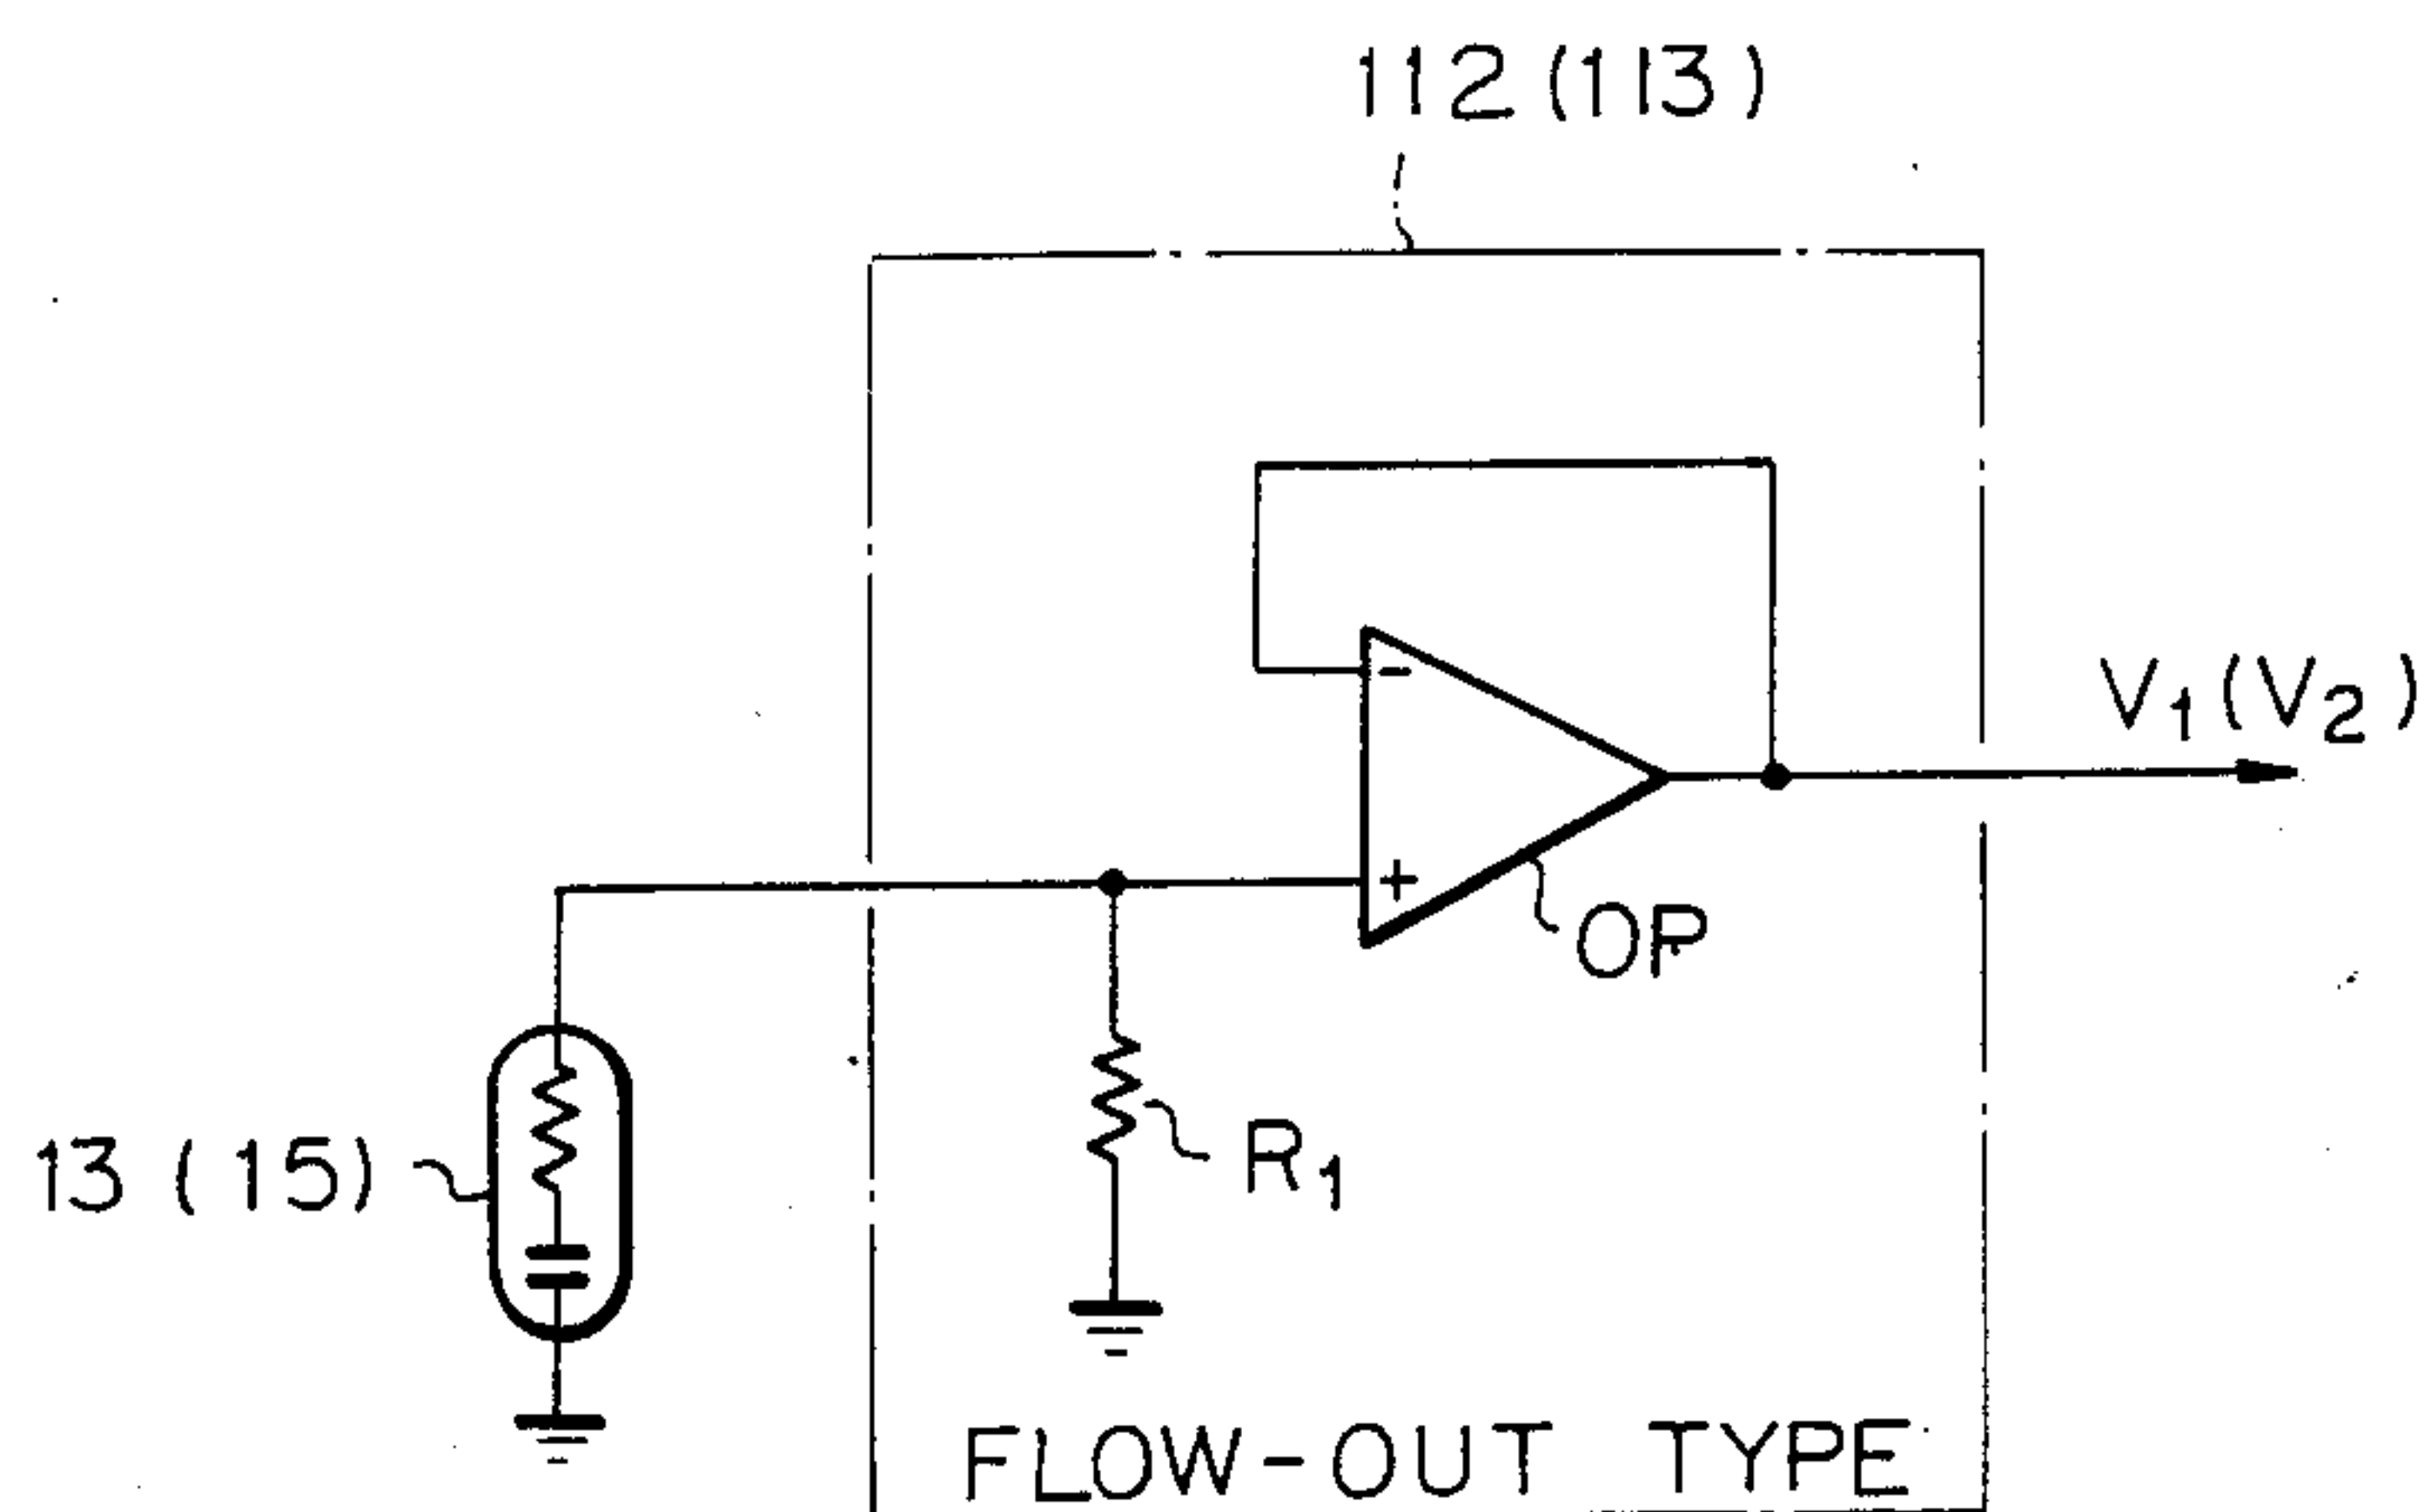 112(113)
V1(V2)
-
+
OP
13(15)
R1
FLOW-OUT TYPE